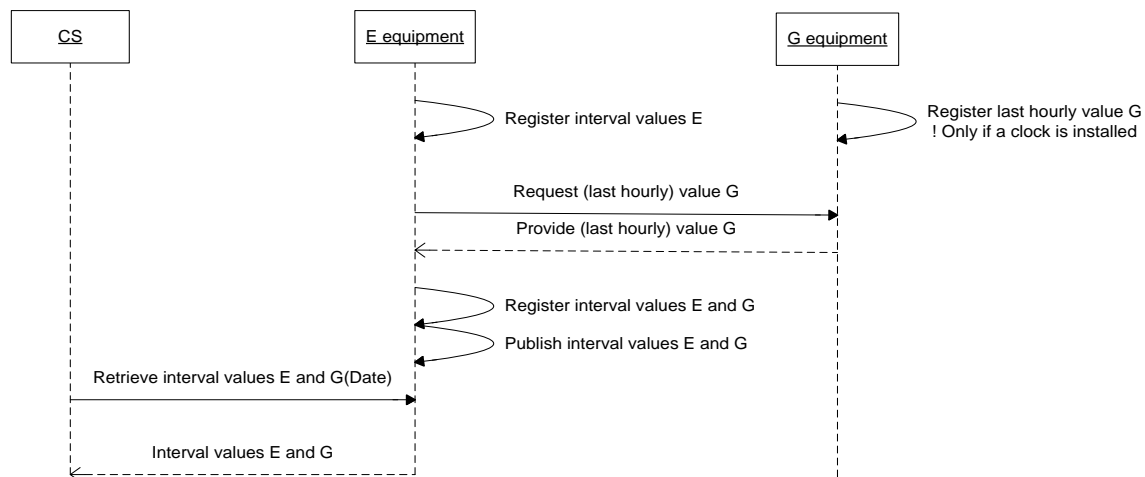 CS
E equipment
G equipment
Register interval values E
Register last hourly value G
! Only if a clock is installed
Request (last hourly) value G
Provide (last hourly) value G
Register interval values E and G
Publish interval values E and G
Retrieve interval values E and G(Date)
Interval values E and G